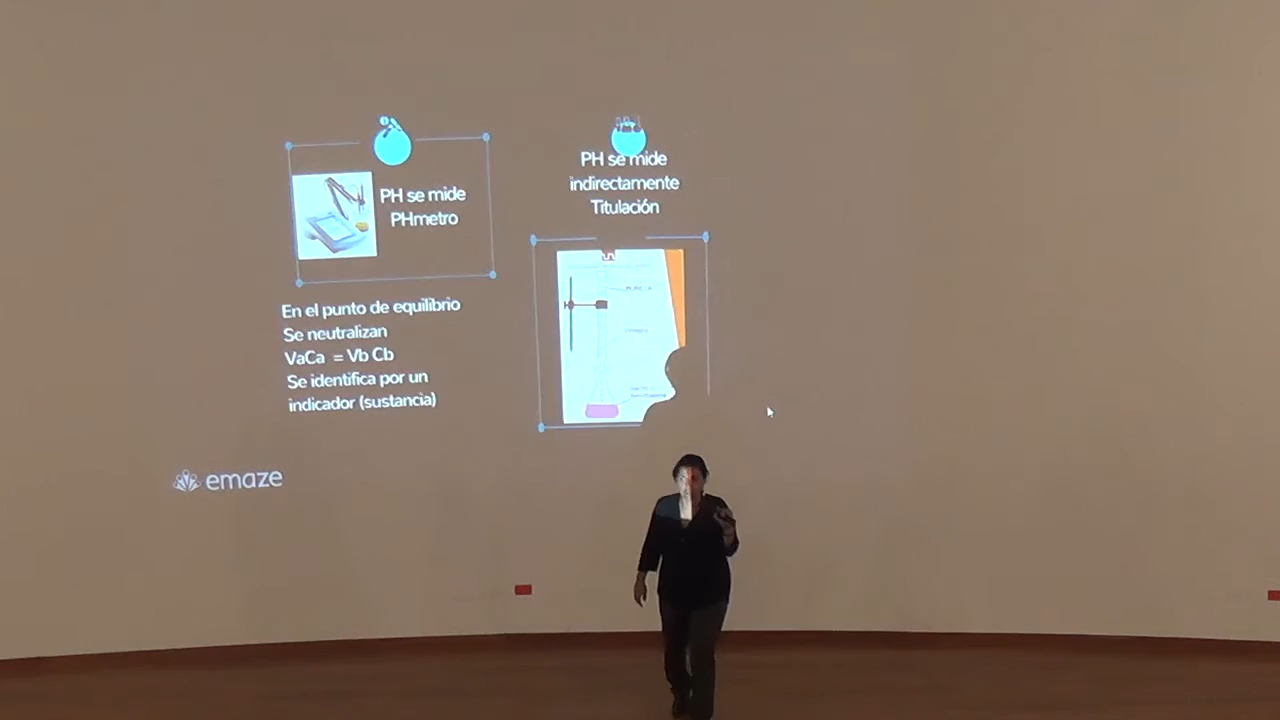 PH se mide
PHmetro
En el punto de equilibrio
Se neutralizan
VaCa = Vb Cb
Se identifica por un
indicador (sustancia)
PH se mide
indirectamente
Titulación
emaze